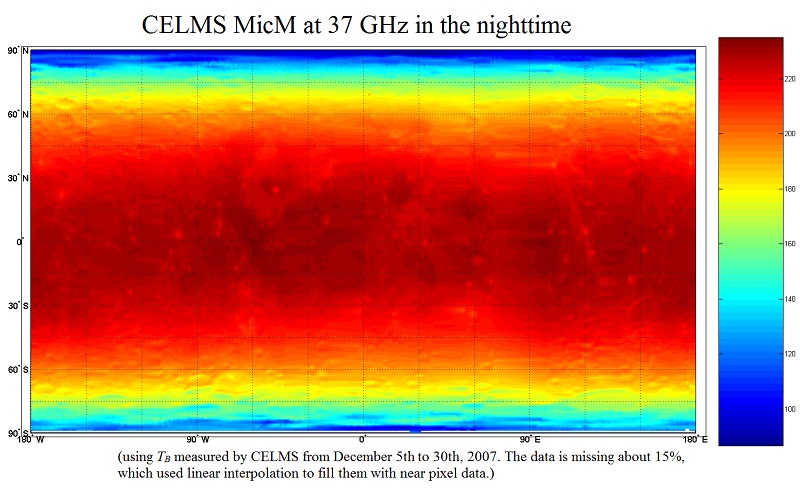 CELMS MicM at 37 GHz in the nighttime
90° N
60° N
30° N
0°
30° S
60° S
90° S
180° W
90° W
0°
90° E
180° E
220
200
180
160
140
120
100
(using TB measured by CELMS from December 5th to 30th, 2007. The data is missing about 15%,
which used linear interpolation to fill them with near pixel data.)